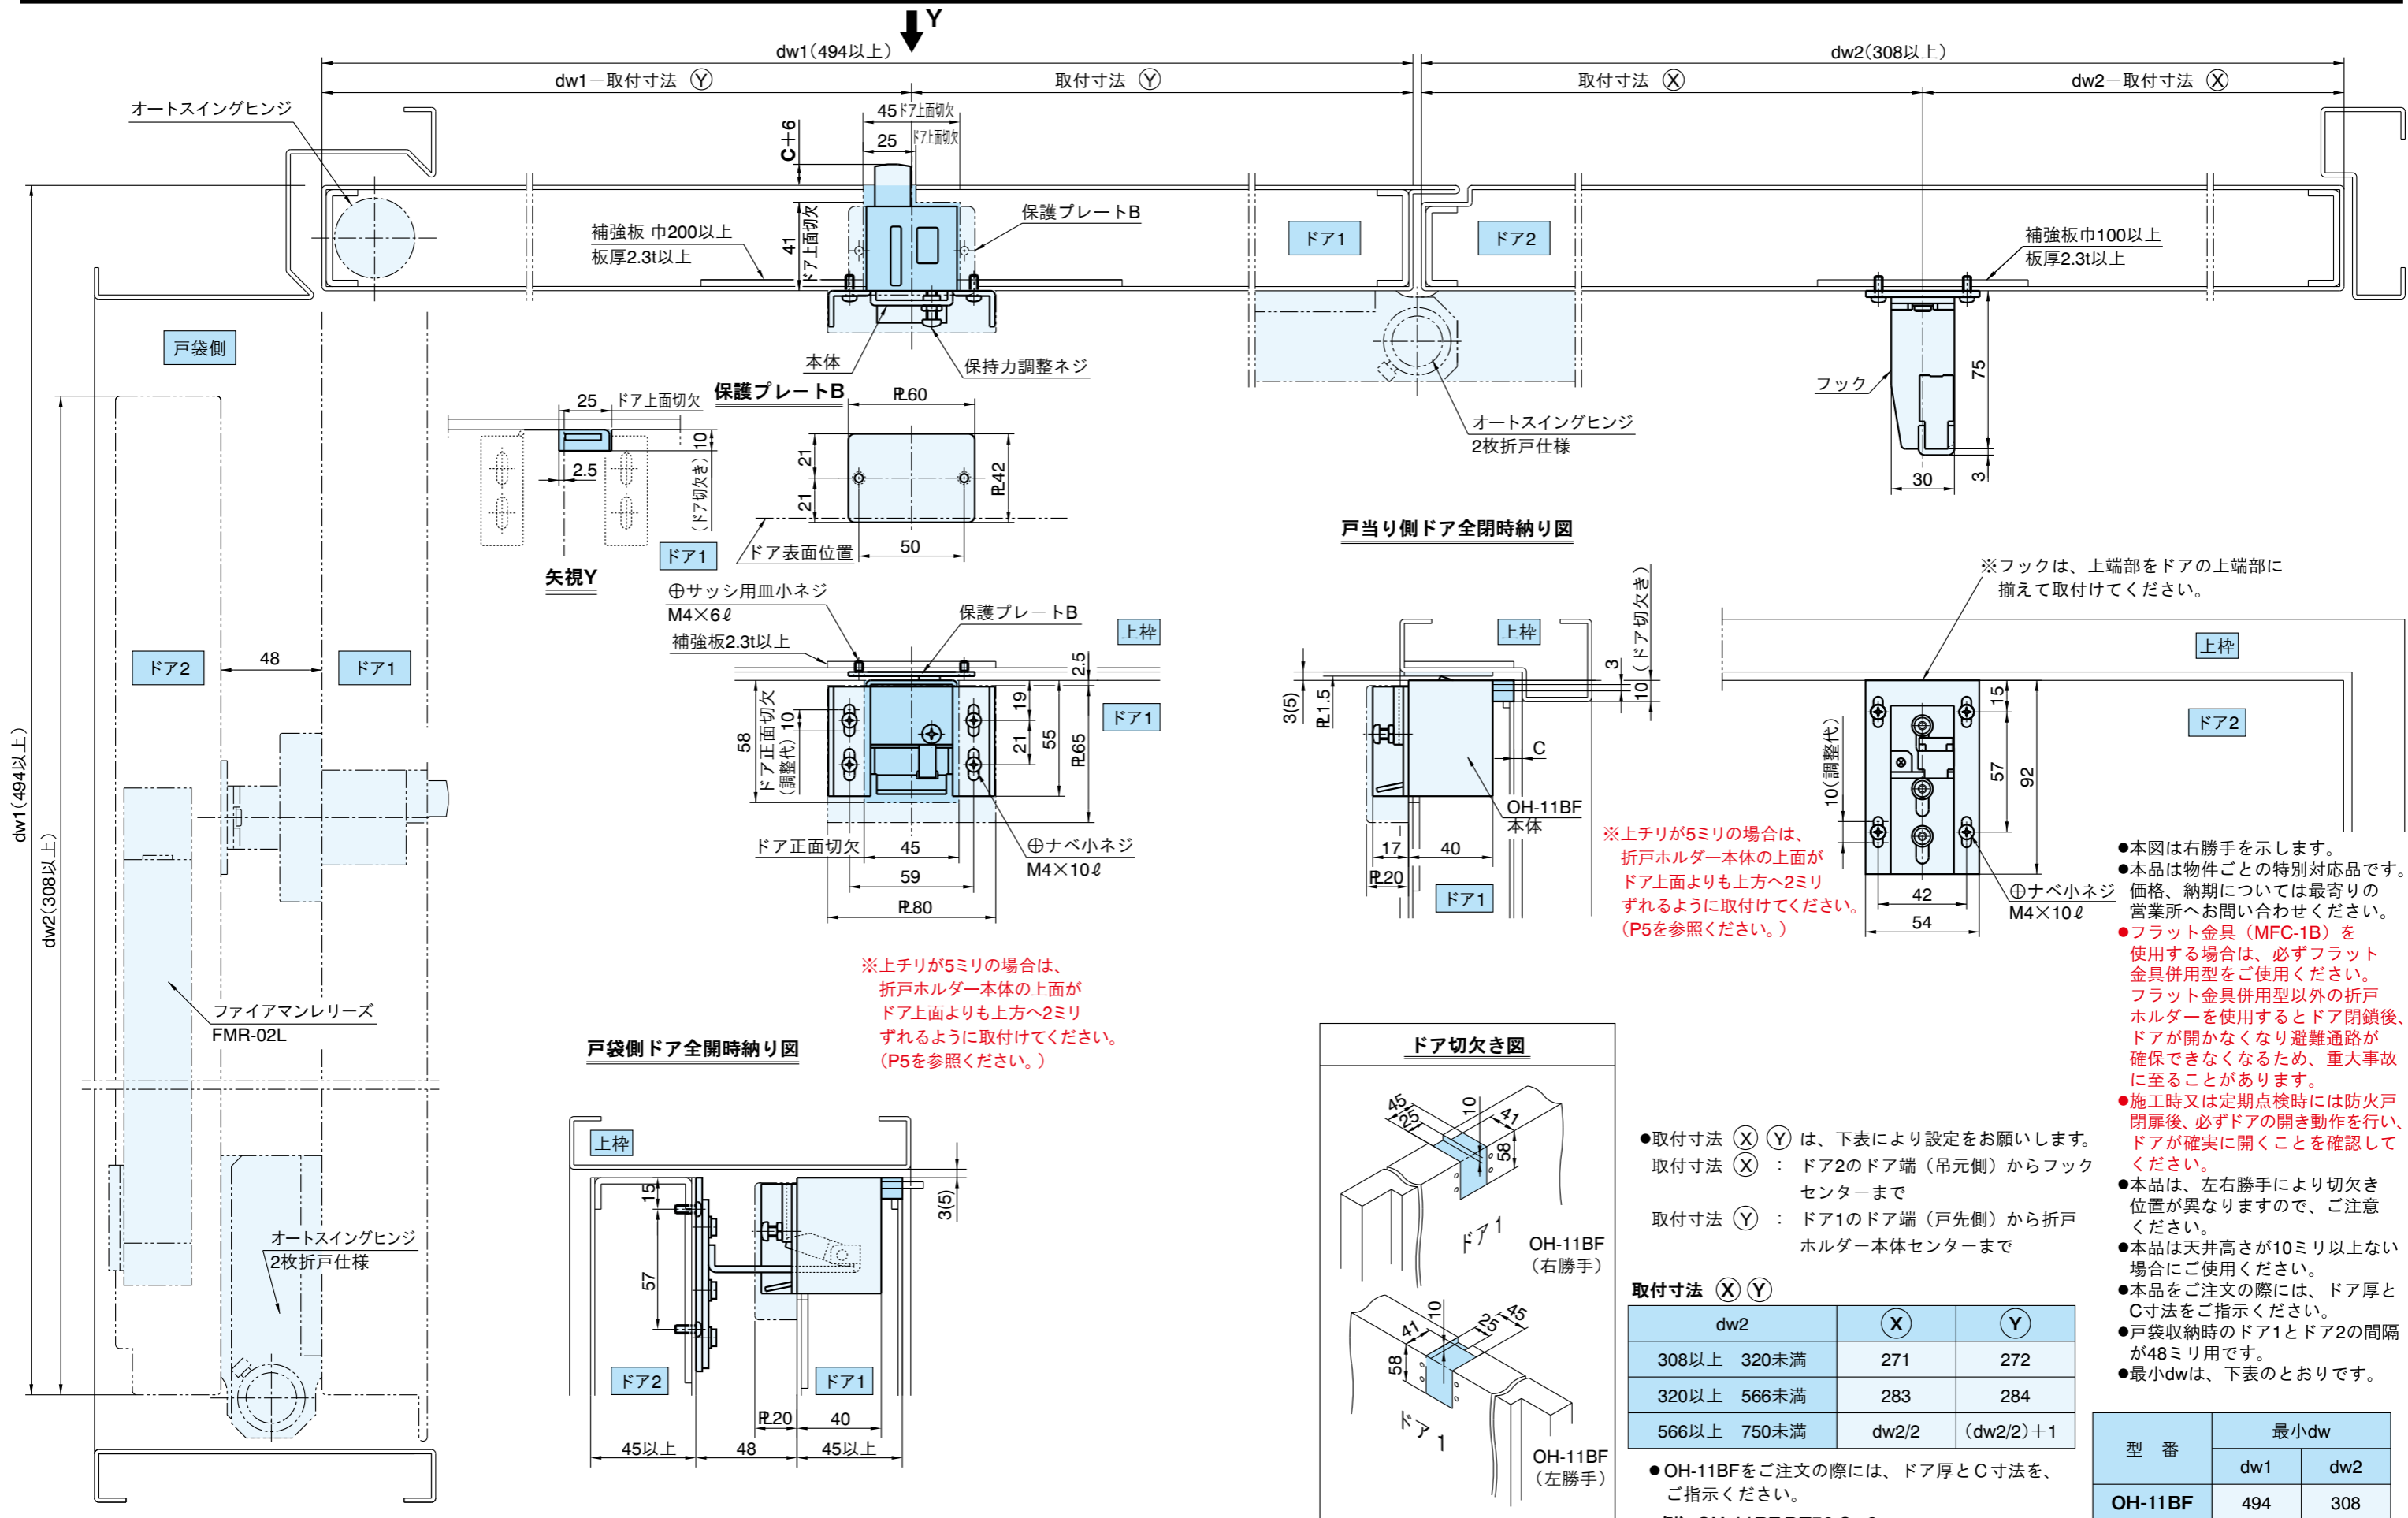 Y
dw1(494以上)
dw2(308以上)
dw1－取付寸法 Ⓨ
取付寸法 Ⓨ
取付寸法 Ⓧ
dw2－取付寸法 Ⓧ
オートスイングヒンジ
45ドア上面切欠
25 ドア上面切欠
C＋6
41
ドア上面切欠
補強板 巾200以上
板厚2.3t以上
保護プレートB
ドア1
ドア2
補強板巾100以上
板厚2.3t以上
戸袋側
本体
保持力調整ネジ
フック
75
3
30
オートスイングヒンジ
2枚折戸仕様
25 ドア上面切欠
10
(ドア切欠き)
2.5
矢視Y
保護プレートB
PL60
21
21
PL42
50
ドア表面位置
ドア1
戸当り側ドア全閉時納り図
※フックは、上端部をドアの上端部に
揃えて取付けてください。
⊕サッシ用皿小ネジ
M4×6ℓ
補強板2.3t以上
保護プレートB
上枠
ドア1
2.5
19
21
55
PL65
58
ドア正面切欠
10
(調整代)
ドア正面切欠
45
59
PL80
⊕ナベ小ネジ
M4×10ℓ
上枠
3(5)
PL1.5
3
10
(ドア切欠き)
C
OH-11BF
本体
17
40
PL20
ドア1
上枠
ドア2
15
57
92
10(調整代)
42
54
⊕ナベ小ネジ
M4×10ℓ
ドア2
48
ドア1
dw1(494以上)
dw2(308以上)
ファイアマンレリーズ
FMR-02L
オートスイングヒンジ
2枚折戸仕様
※上チリが5ミリの場合は、
折戸ホルダー本体の上面が
ドア上面よりも上方へ2ミリ
ずれるように取付けてください。
(P5を参照ください。)
※上チリが5ミリの場合は、
折戸ホルダー本体の上面が
ドア上面よりも上方へ2ミリ
ずれるように取付けてください。
(P5を参照ください。)
戸袋側ドア全開時納り図
上枠
15
57
3(5)
ドア2
ドア1
PL20
40
45以上
48
45以上
ドア切欠き図
45
25
10
41
58
ドア1
OH-11BF
(右勝手)
10
25
45
41
58
ドア1
OH-11BF
(左勝手)
●取付寸法 Ⓧ Ⓨ は、下表により設定をお願いします。
取付寸法 Ⓧ ： ドア2のドア端（吊元側）からフック
センターまで
取付寸法 Ⓨ ： ドア1のドア端（戸先側）から折戸
ホルダー本体センターまで
取付寸法 Ⓧ Ⓨ
dw2 Ⓧ Ⓨ
308以上 320未満 271 272
320以上 566未満 283 284
566以上 750未満 dw2/2 (dw2/2)＋1
●OH-11BFをご注文の際には、ドア厚とC寸法を、
ご指示ください。
●本図は右勝手を示します。
●本品は物件ごとの特別対応品です。
価格、納期については最寄りの
営業所へお問い合わせください。
●フラット金具（MFC-1B）を
使用する場合は、必ずフラット
金具併用型をご使用ください。
フラット金具併用型以外の折戸
ホルダーを使用するとドア閉鎖後、
ドアが開かなくなり避難通路が
確保できなくなるため、重大事故
に至ることがあります。
●施工時又は定期点検時には防火戸
閉扉後、必ずドアの開き動作を行い、
ドアが確実に開くことを確認して
ください。
●本品は、左右勝手により切欠き
位置が異なりますので、ご注意
ください。
●本品は天井高さが10ミリ以上ない
場合にご使用ください。
●本品をご注文の際には、ドア厚と
C寸法をご指示ください。
●戸袋収納時のドア1とドア2の間隔
が48ミリ用です。
●最小dwは、下表のとおりです。
型 番 最小dw
dw1 dw2
OH-11BF 494 308